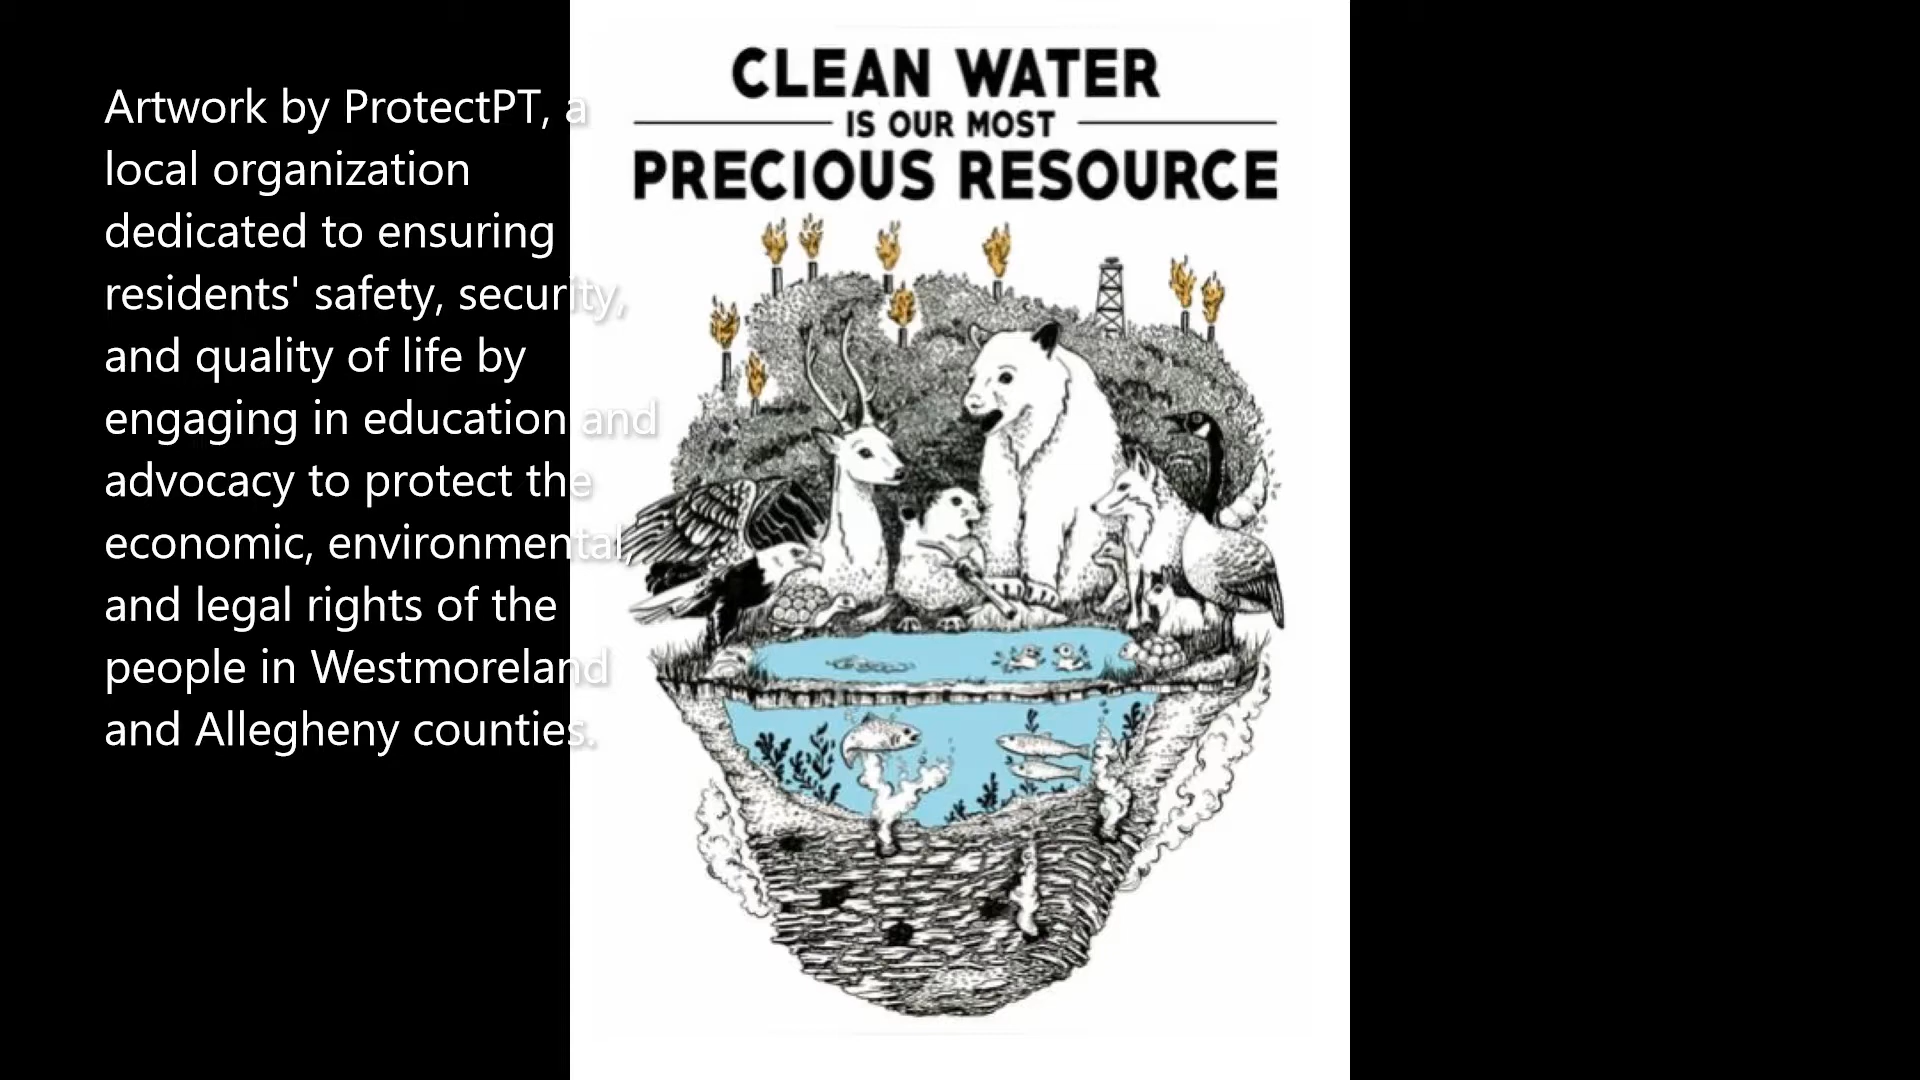 Artwork by ProtectPT, a
local organization
dedicated to ensuring
residents' safety, security,
and quality of life by
engaging in education and
advocacy to protect the
economic, environmental,
and legal rights of the
people in Westmoreland
and Allegheny counties.
CLEAN WATER
IS OUR MOST
PRECIOUS RESOURCE